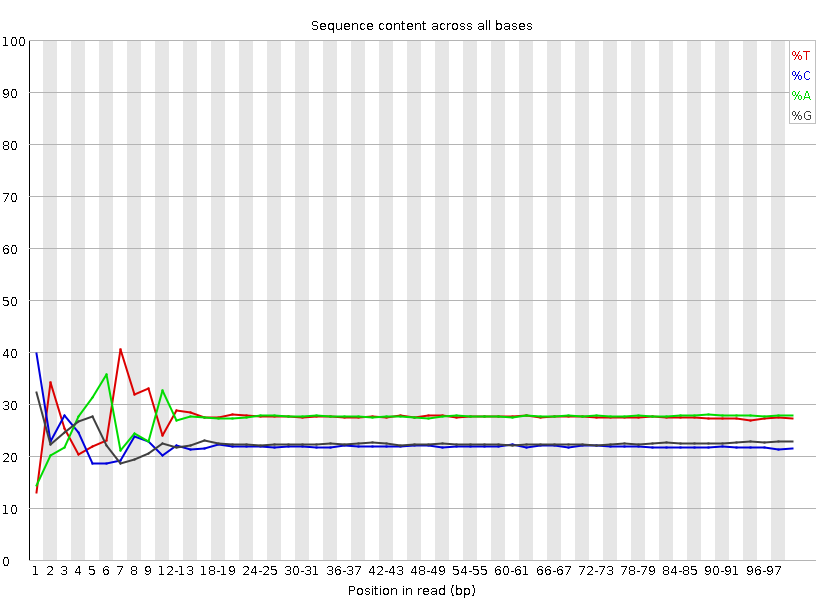 Sequence content across all bases
100
90
80
70
60
50
40
30
20
10
0
%T
%C
%A
%G
1 2 3 4 5 6 7 8 9 12-13 18-19 24-25 30-31 36-37 42-43 48-49 54-55 60-61 66-67 72-73 78-79 84-85 90-91 96-97
Position in read (bp)